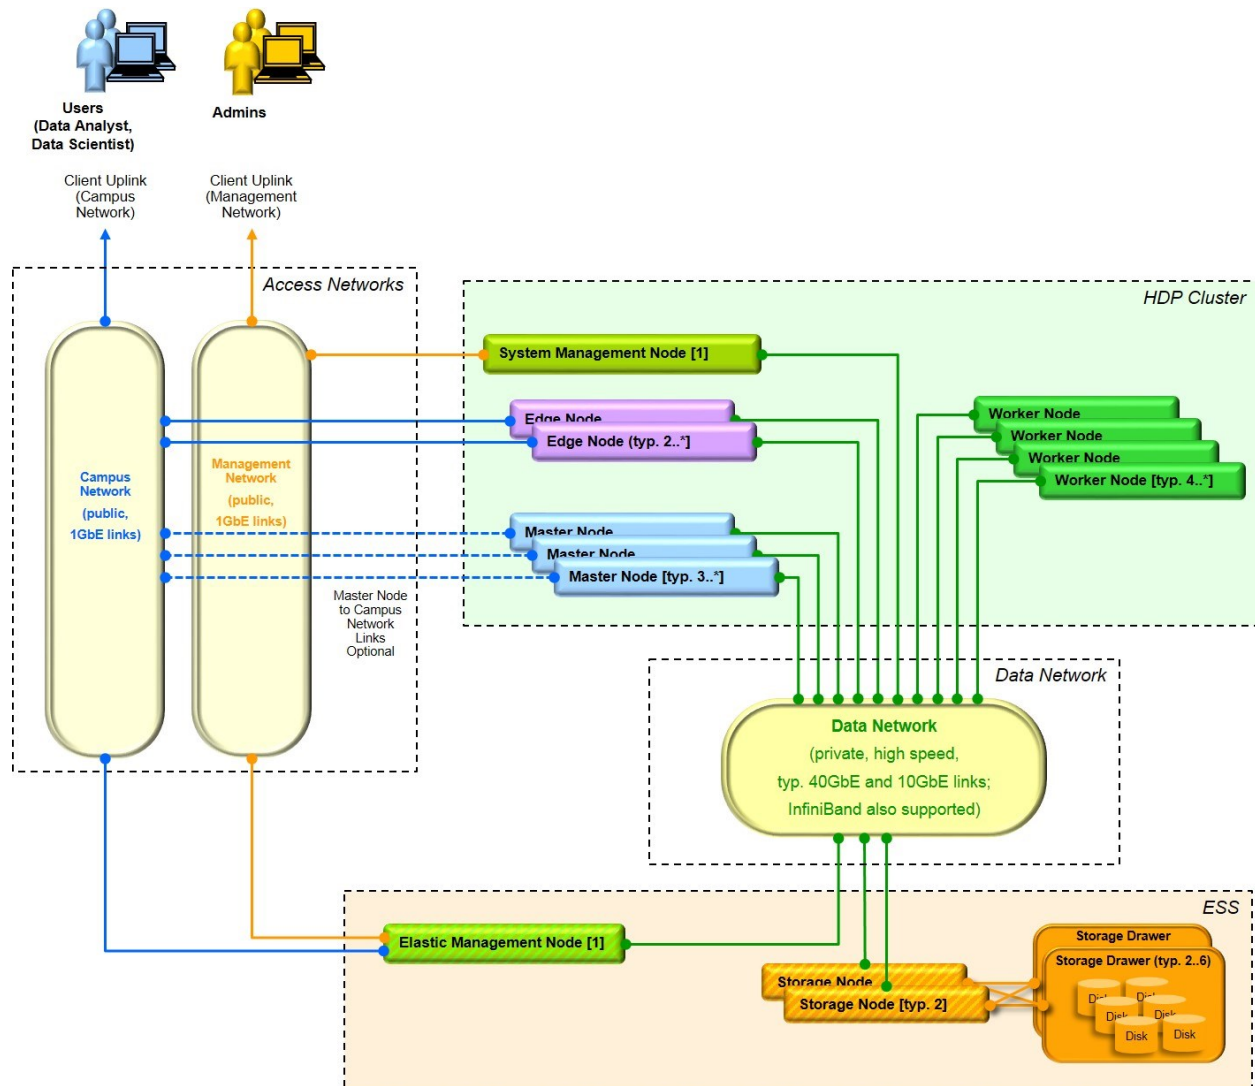 Users
(Data Analyst,
Data Scientist)
Admins
Client Uplink
(Campus
Network)
Client Uplink
(Management
Network)
Access Networks
HDP Cluster
System Management Node [1]
Edge Node
Edge Node (typ. 2..*]
Worker Node
Worker Node
Worker Node
Worker Node [typ. 4..*]
Campus
Network
(public,
1GbE links)
Management
Network
(public,
1GbE links)
Master Node
Master Node
Master Node [typ. 3..*]
Master Node
to Campus
Network
Links
Optional
Data Network
Data Network
(private, high speed,
typ. 40GbE and 10GbE links;
InfiniBand also supported)
ESS
Elastic Management Node [1]
Storage Node
Storage Node [typ. 2]
Storage Drawer
Storage Drawer (typ. 2..6)
Disk
Disk
Disk
Disk
Disk
Disk